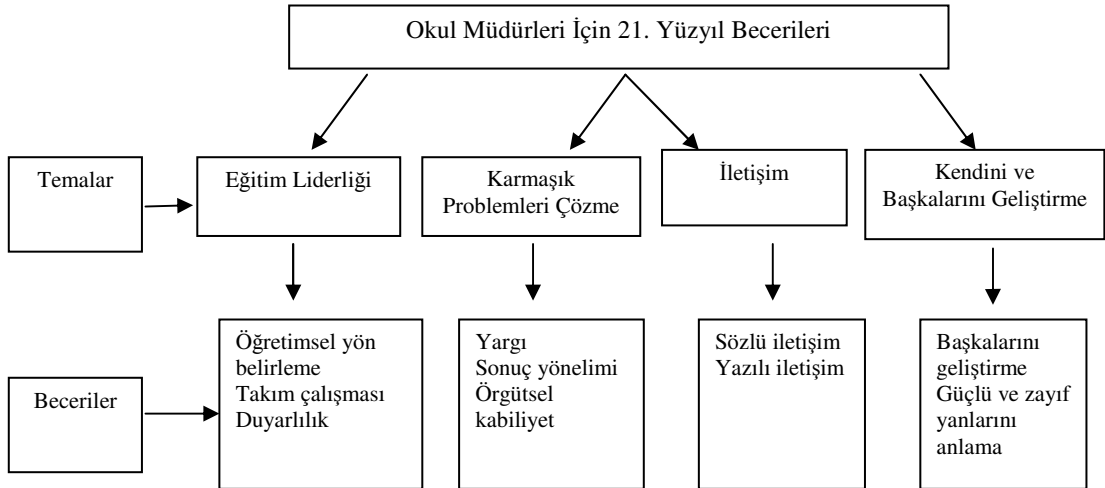 Okul Müdürleri İçin 21. Yüzyıl Becerileri
Temalar
Eğitim Liderliği
Karmaşık
Problemleri Çözme
İletişim
Kendini ve
Başkalarını Geliştirme
Beceriler
Öğretimsel yön
belirleme
Takım çalışması
Duyarlılık
Yargı
Sonuç yönelimi
Örgütsel
kabiliyet
Sözlü iletişim
Yazılı iletişim
Başkalarını
geliştirme
Güçlü ve zayıf
yanlarını
anlama